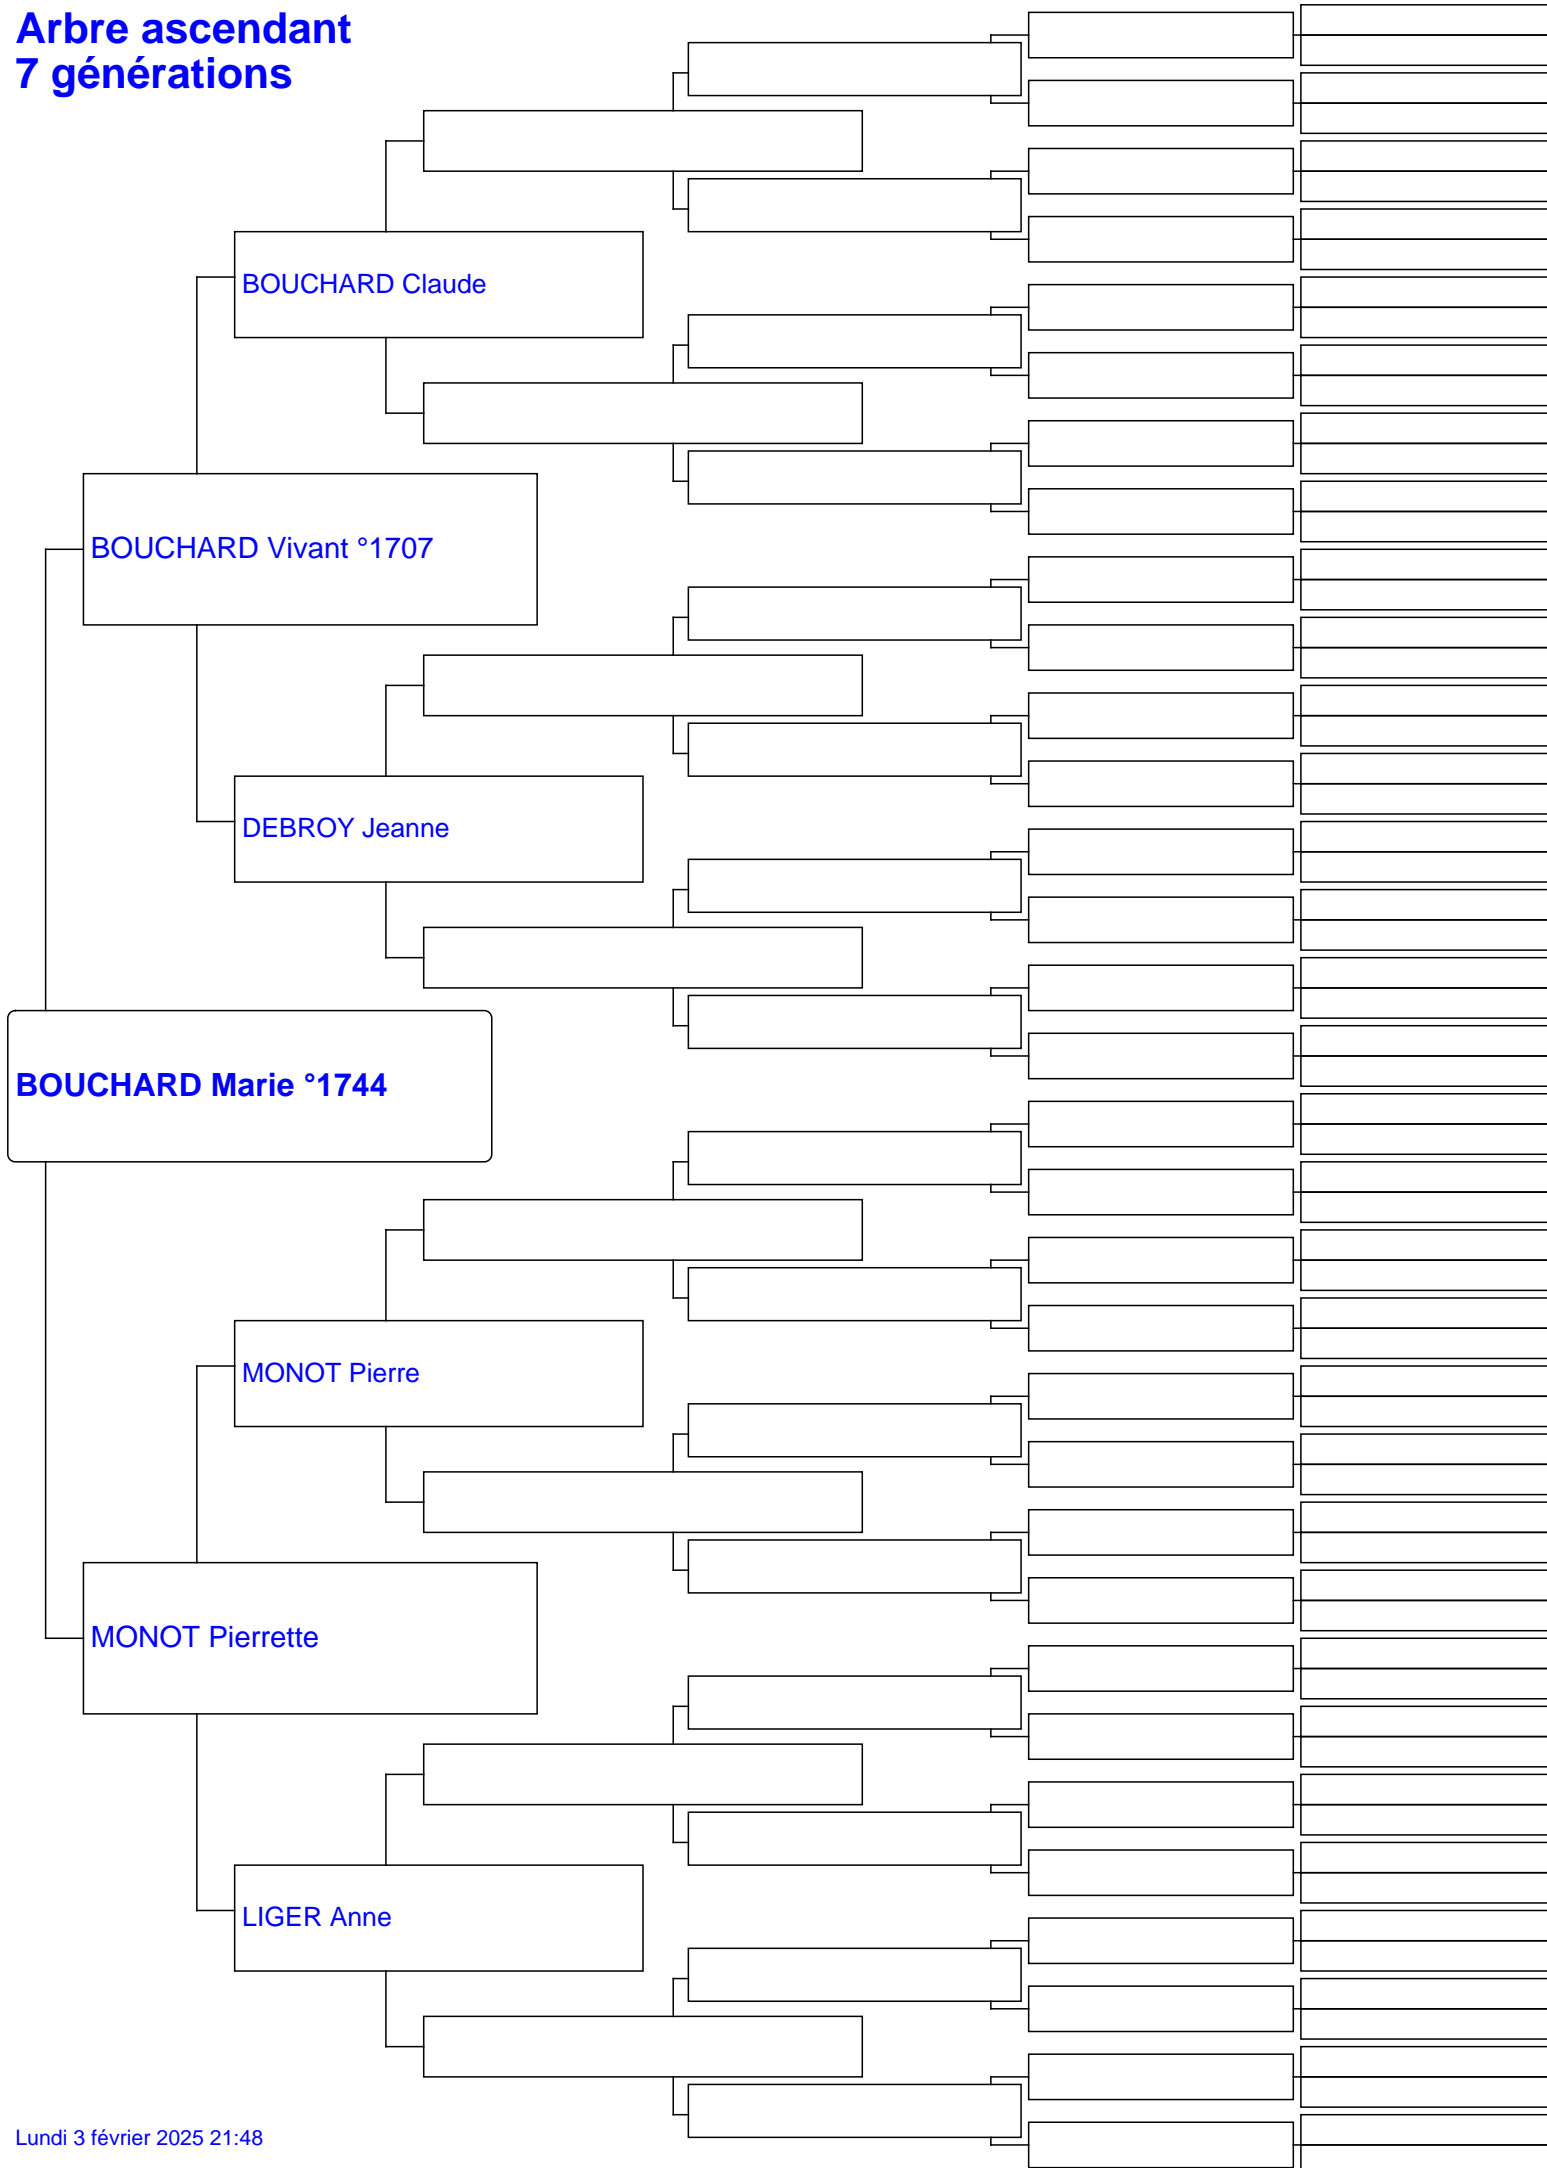 Arbre ascendant
7 générations
BOUCHARD Claude
BOUCHARD Vivant °1707
DEBROY Jeanne
BOUCHARD Marie °1744
MONOT Pierre
MONOT Pierrette
LIGER Anne
Lundi 3 février 2025 21:48